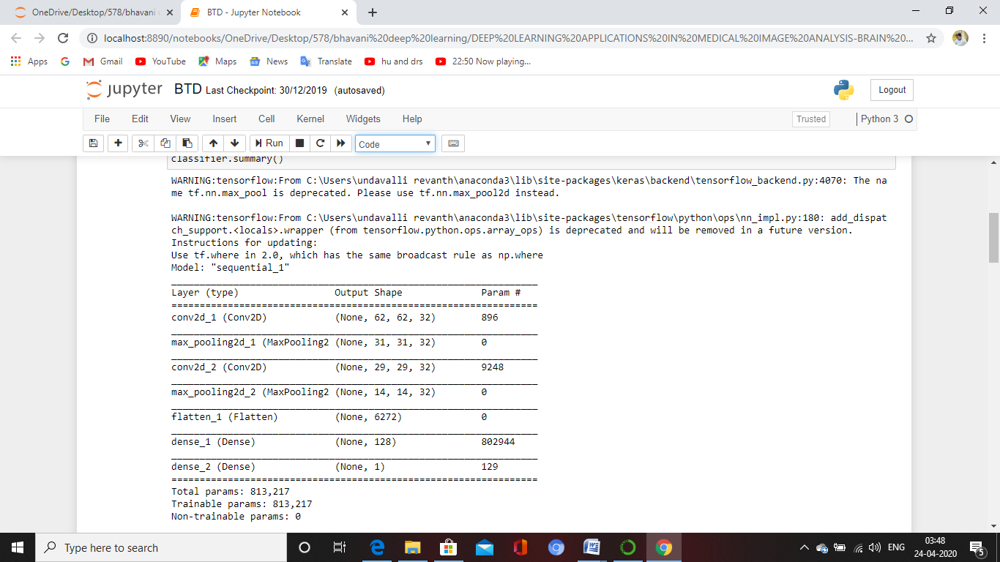 OneDrive/Desktop/578/bhavani
BTD - Jupyter Notebook
localhost:8890/notebooks/OneDrive/Desktop/578/bhavani%20deep%20learning/DEEP%20LEARNING%20APPLICATIONS%20IN%20MEDICAL%20IMAGE%20ANALYSIS-BRAIN%20...
Apps Gmail YouTube Maps News Translate hu and drs 22:50 Now playing...
jupyter BTD Last Checkpoint: 30/12/2019 (autosaved) Logout
File Edit View Insert Cell Kernel Widgets Help Trusted Python 3
Run Code
classifier.summary()
WARNING:tensorflow:From C:\Users\undavalli revanth\anaconda3\lib\site-packages\keras\backend\tensorflow_backend.py:4070: The na
me tf.nn.max_pool is deprecated. Please use tf.nn.max_pool2d instead.
WARNING:tensorflow:From C:\Users\undavalli revanth\anaconda3\lib\site-packages\tensorflow\python\ops\nn_impl.py:180: add_dispat
ch_support.<locals>.wrapper (from tensorflow.python.ops.array_ops) is deprecated and will be removed in a future version.
Instructions for updating:
Use tf.where in 2.0, which has the same broadcast rule as np.where
Model: "sequential_1"
Layer (type) Output Shape Param #
conv2d_1 (Conv2D) (None, 62, 62, 32) 896
max_pooling2d_1 (MaxPooling2 (None, 31, 31, 32) 0
conv2d_2 (Conv2D) (None, 29, 29, 32) 9248
max_pooling2d_2 (MaxPooling2 (None, 14, 14, 32) 0
flatten_1 (Flatten) (None, 6272) 0
dense_1 (Dense) (None, 128) 802944
dense_2 (Dense) (None, 1) 129
Total params: 813,217
Trainable params: 813,217
Non-trainable params: 0
Type here to search
ENG
03:48
24-04-2020
5